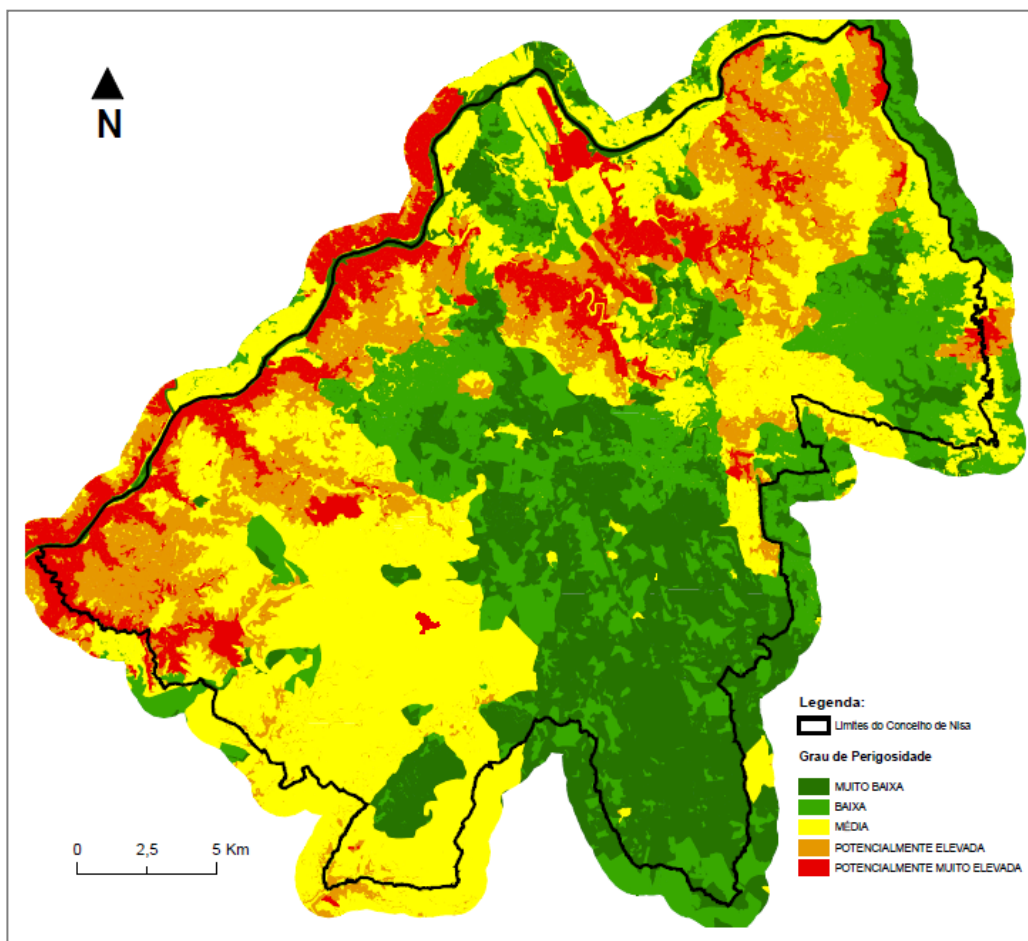 N
Legenda:
Limites do Concelho de Nisa
Grau de Perigosidade
MUITO BAIXA
BAIXA
MÉDIA
POTENCIALMENTE ELEVADA
POTENCIALMENTE MUITO ELEVADA
0 2,5 5 Km